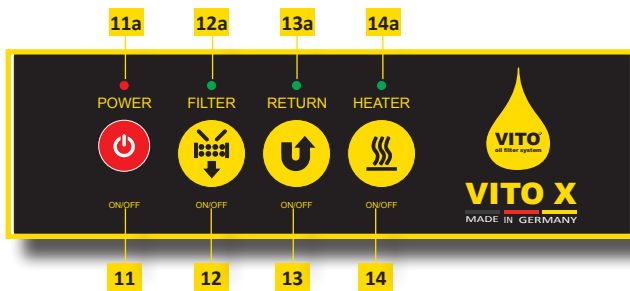 11a 12a 13a 14a
POWER FILTER RETURN HEATER
ON/OFF ON/OFF ON/OFF ON/OFF
11 12 13 14
VITO
oil filter system
VITO X
MADE IN GERMANY